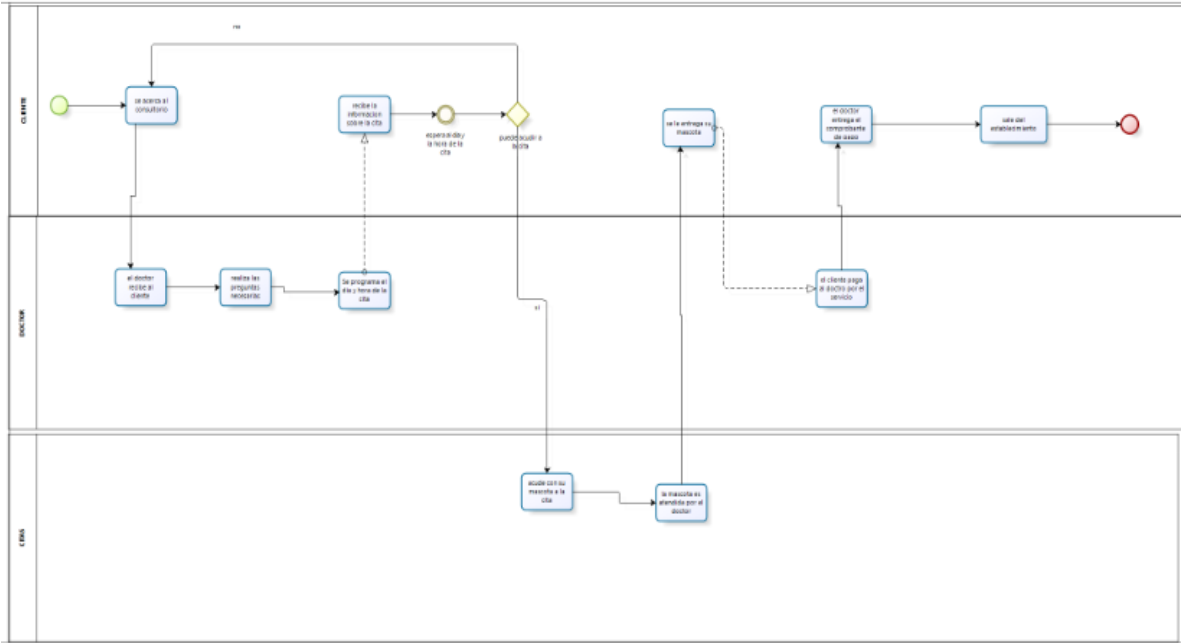 CLIENTE
no
se acerca al
consultorio
recibe la
informacion
sobre la cita
espera el dia y
la hora de la
cita
puede acudir a
la cita
se le entrega su
mascota
el doctor
entrega el
comprobante
de pago
sale del
establecimiento
DOCTOR
el doctor
recibe al
cliente
realiza las
preguntas
necesarias
Se programa el
dia y hora de la
cita
si
el cliente paga
al doctro por el
servicio
CITAS
acude con su
mascota a la
cita
la mascota es
atendida por el
doctor